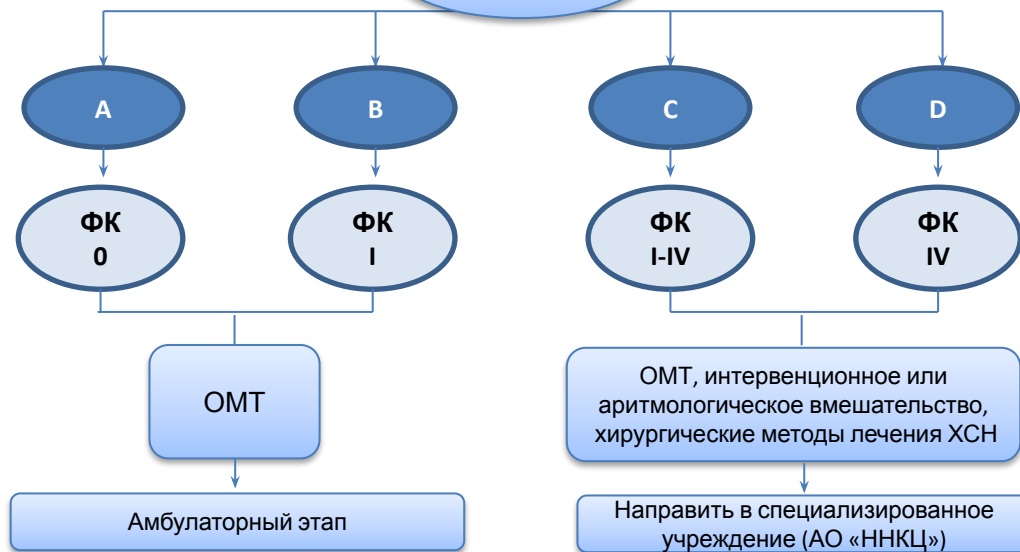 A
B
C
D
ФК
0
ФК
I
ФК
I-IV
ФК
IV
ОМТ
ОМТ, интервенционное или
аритмологическое вмешательство,
хирургические методы лечения ХСН
Амбулаторный этап
Направить в специализированное
учреждение (АО «ННКЦ»)